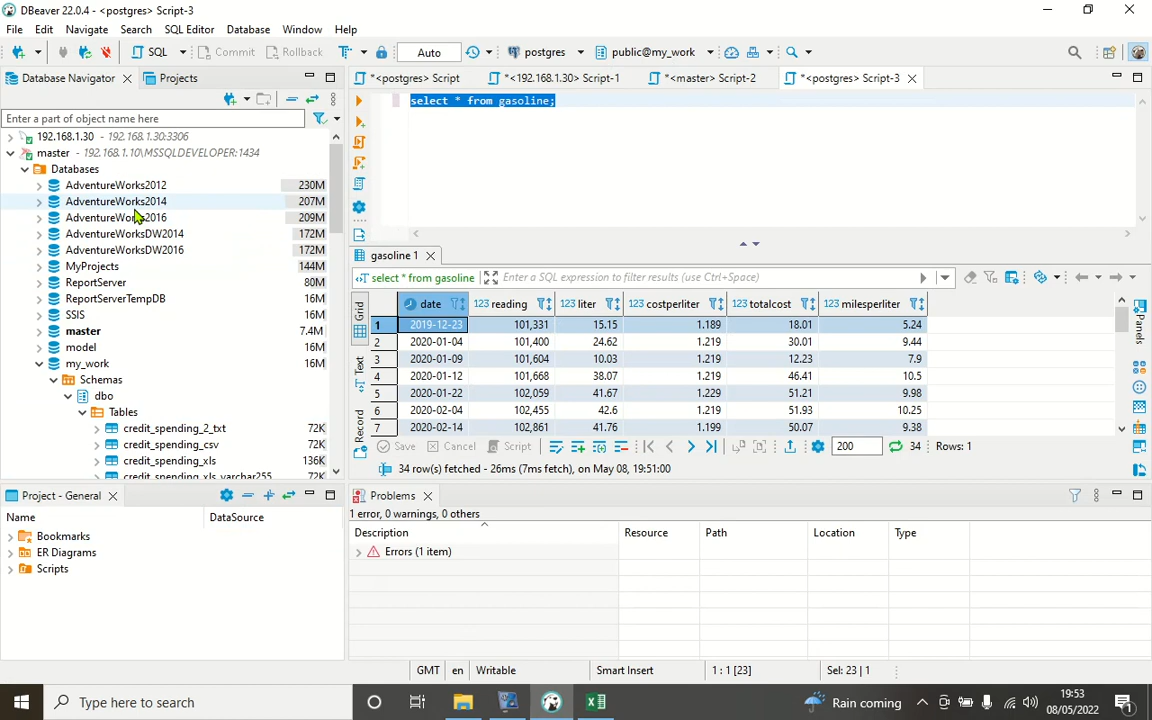 DBeaver 22.0.4 - <postgres> Script-3
File Edit Navigate Search SQL Editor Database Window Help
SQL Commit Rollback Auto postgres public@my_work
Database Navigator Projects
*<postgres> Script *<192.168.1.30> Script-1 *<master> Script-2 *<postgres> Script-3
Enter a part of object name here
192.168.1.30 - 192.168.1.30:3306
master - 192.168.1.10\MSSQLDEVELOPER:1434
Databases
AdventureWorks2012 230M
AdventureWorks2014 207M
AdventureWorks2016 209M
AdventureWorksDW2014 172M
AdventureWorksDW2016 172M
MyProjects 144M
ReportServer 80M
ReportServerTempDB 16M
SSIS 16M
master 7.4M
model 16M
my_work 16M
Schemas
dbo
Tables
credit_spending_2_txt 72K
credit_spending_csv 72K
credit_spending_xls 136K
credit_spending_xls_varchar255 72K
select * from gasoline;
gasoline 1
select * from gasoline Enter a SQL expression to filter results (use Ctrl+Space)
Grid
Text
Record
Panels
date 123 reading 123 liter 123 costperliter 123 totalcost 123 milesperliter
1 2019-12-23 101,331 15.15 1.189 18.01 5.24
2 2020-01-04 101,400 24.62 1.219 30.01 9.44
3 2020-01-09 101,604 10.03 1.219 12.23 7.9
4 2020-01-12 101,668 38.07 1.219 46.41 10.5
5 2020-01-22 102,059 41.67 1.229 51.21 9.98
6 2020-02-04 102,455 42.6 1.219 51.93 10.25
7 2020-02-14 102,861 41.76 1.199 50.07 9.38
Save Cancel Script 200 34 Rows: 1
34 row(s) fetched - 26ms (7ms fetch), on May 08, 19:51:00
Project - General
Name DataSource
Bookmarks
ER Diagrams
Scripts
Problems
1 error, 0 warnings, 0 others
Description Resource Path Location Type
Errors (1 item)
GMT en Writable Smart Insert 1 : 1 [23] Sel: 23 | 1
Type here to search
Rain coming
19:53
08/05/2022
1